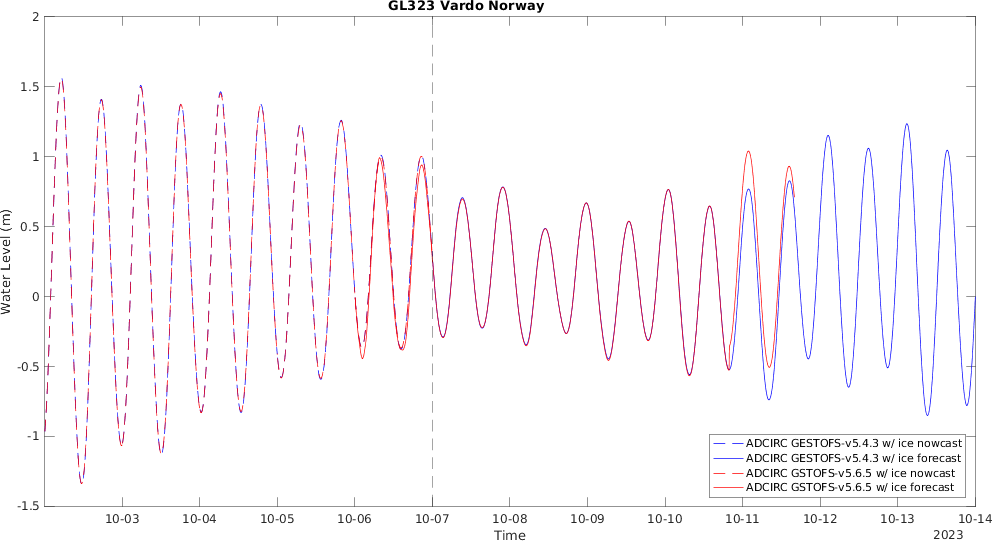 GL323 Vardo Norway
Water Level (m)
2
1.5
1
0.5
0
-0.5
-1
-1.5
ADCIRC GESTOFS-v5.4.3 w/ ice nowcast
ADCIRC GESTOFS-v5.4.3 w/ ice forecast
ADCIRC GSTOFS-v5.6.5 w/ ice nowcast
ADCIRC GSTOFS-v5.6.5 w/ ice forecast
10-03 10-04 10-05 10-06 10-07 10-08 10-09 10-10 10-11 10-12 10-13 10-14
Time
2023